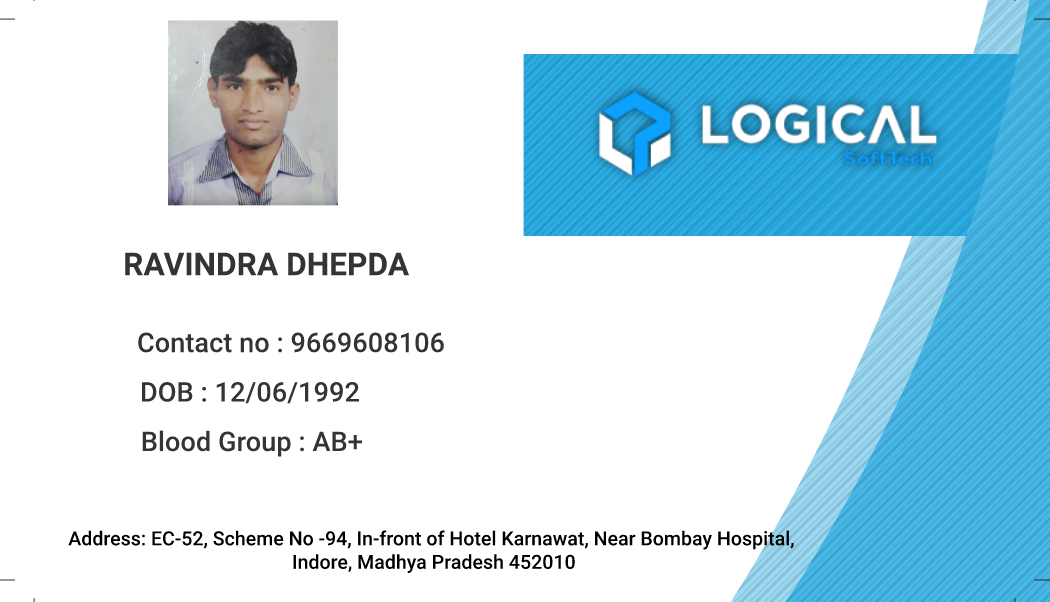 LOGICAL
SoftTech
RAVINDRA DHEPDA
Contact no : 9669608106
DOB : 12/06/1992
Blood Group : AB+
Address: EC-52, Scheme No -94, In-front of Hotel Karnawat, Near Bombay Hospital,
Indore, Madhya Pradesh 452010